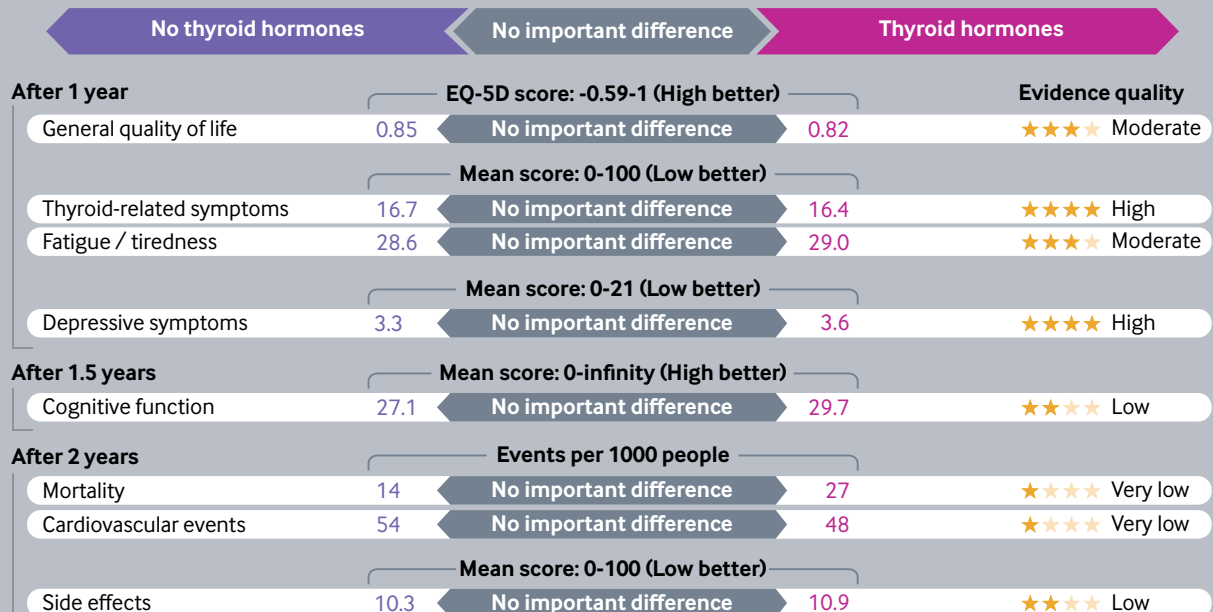 No thyroid hormones No important difference Thyroid hormones
After 1 year EQ-5D score: -0.59-1 (High better) Evidence quality
General quality of life 0.85 No important difference 0.82 Moderate
Mean score: 0-100 (Low better)
Thyroid-related symptoms 16.7 No important difference 16.4 High
Fatigue / tiredness 28.6 No important difference 29.0 Moderate
Mean score: 0-21 (Low better)
Depressive symptoms 3.3 No important difference 3.6 High
After 1.5 years Mean score: 0-infinity (High better)
Cognitive function 27.1 No important difference 29.7 Low
After 2 years Events per 1000 people
Mortality 14 No important difference 27 Very low
Cardiovascular events 54 No important difference 48 Very low
Mean score: 0-100 (Low better)
Side effects 10.3 No important difference 10.9 Low